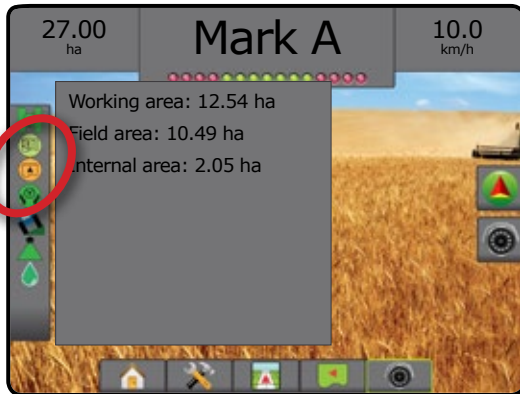 27.00
ha
Mark A
10.0
km/h
Working area: 12.54 ha
Field area: 10.49 ha
Internal area: 2.05 ha